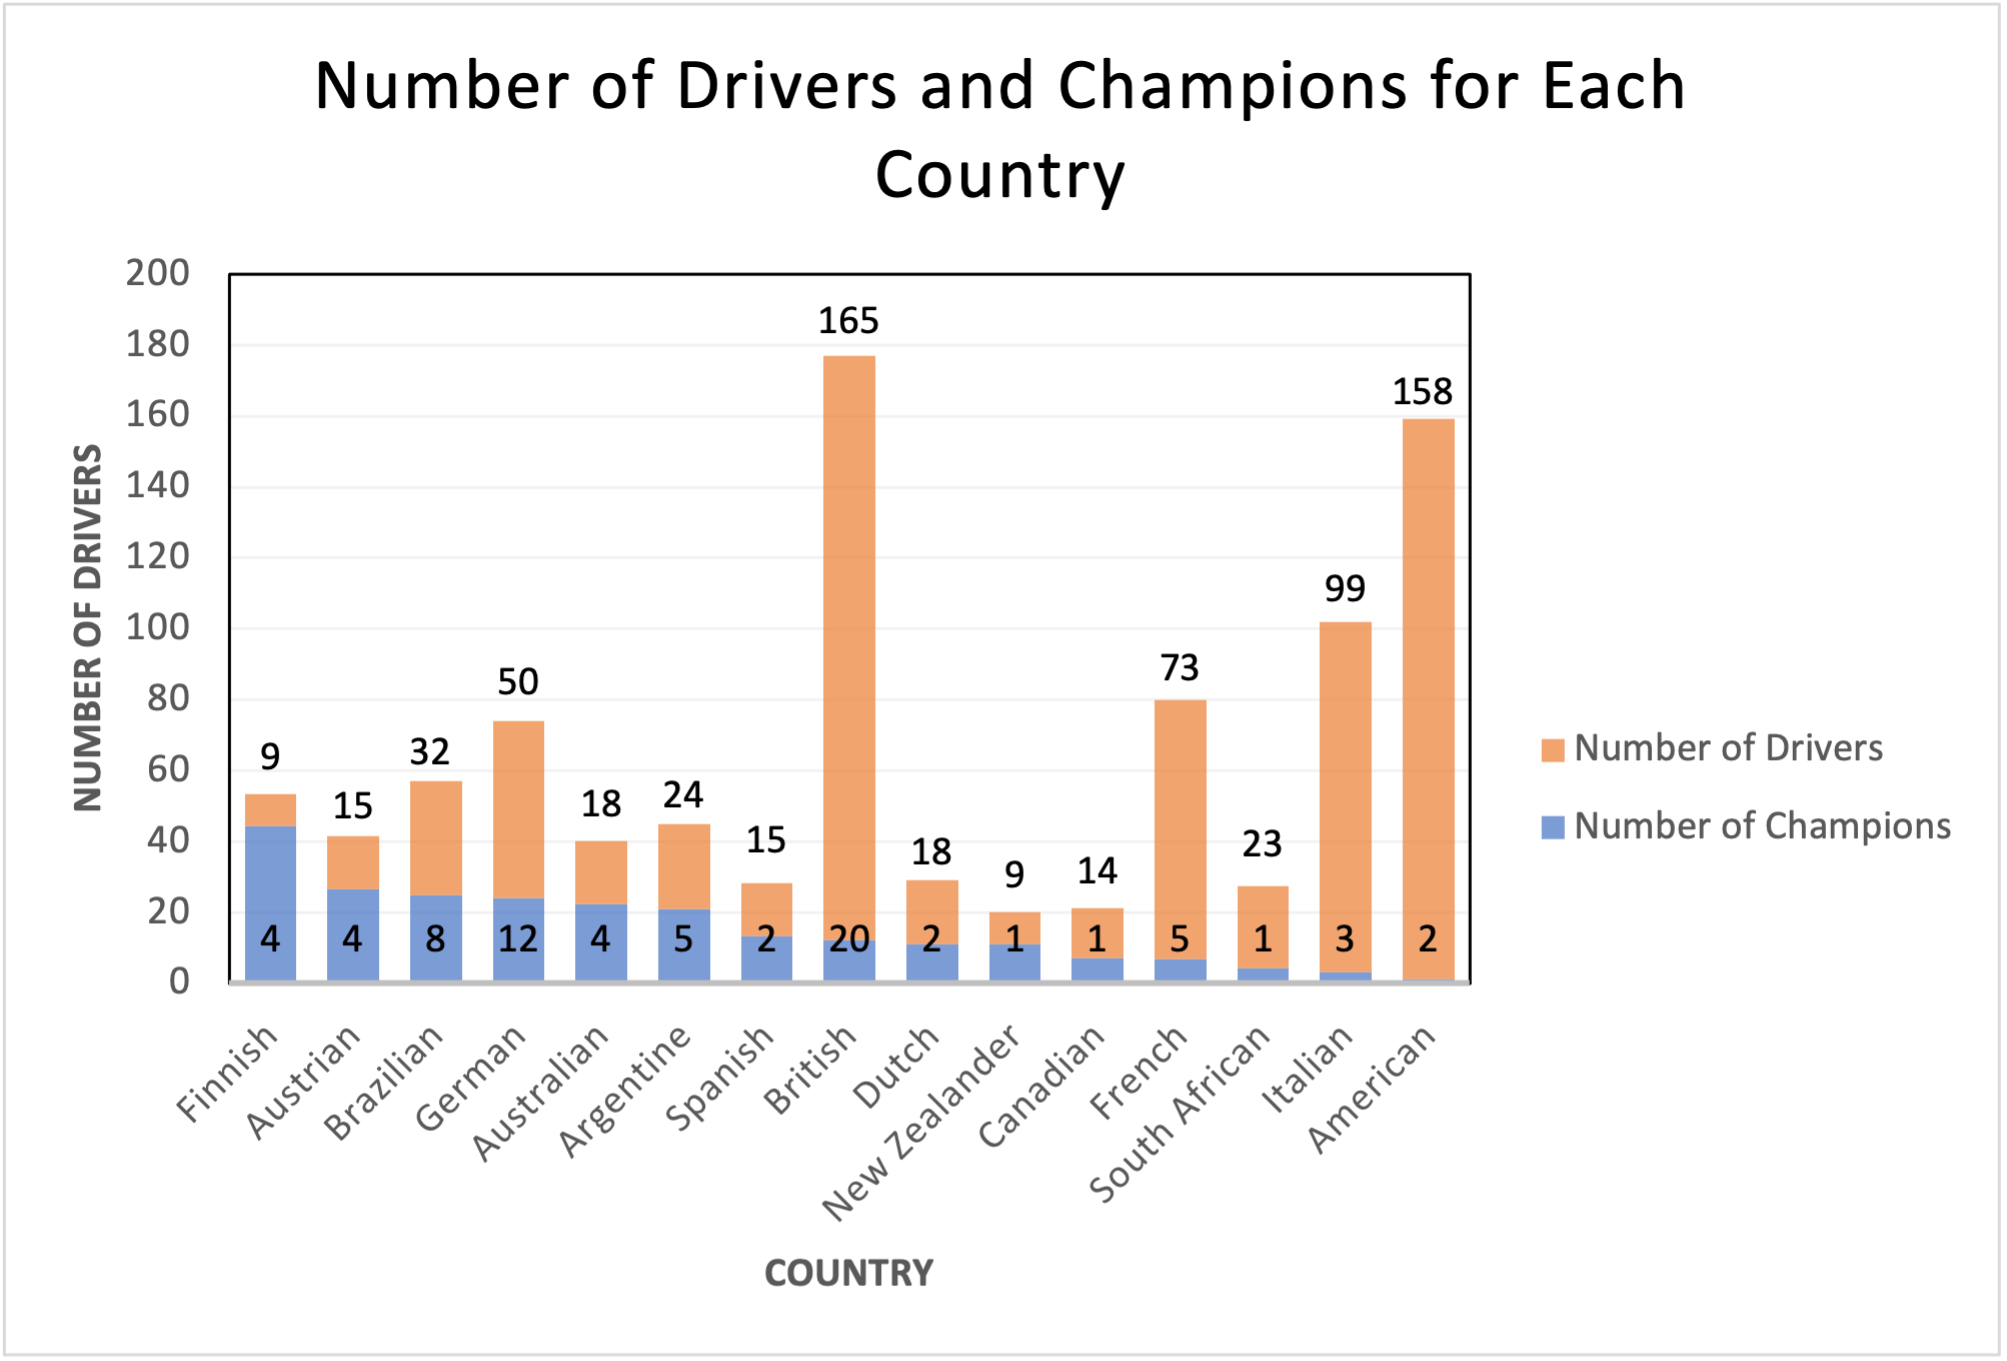 Number of Drivers and Champions for Each
Country
200
180
160
140
120
100
80
60
40
20
0
NUMBER OF DRIVERS
9
15
32
50
18
24
15
165
18
9
14
73
23
99
158
4
4
8
12
4
5
2
20
2
1
1
5
1
3
2
Finnish
Austrian
Brazilian
German
Australian
Argentine
Spanish
British
Dutch
New Zealander
Canadian
French
South African
Italian
American
COUNTRY
Number of Drivers
Number of Champions